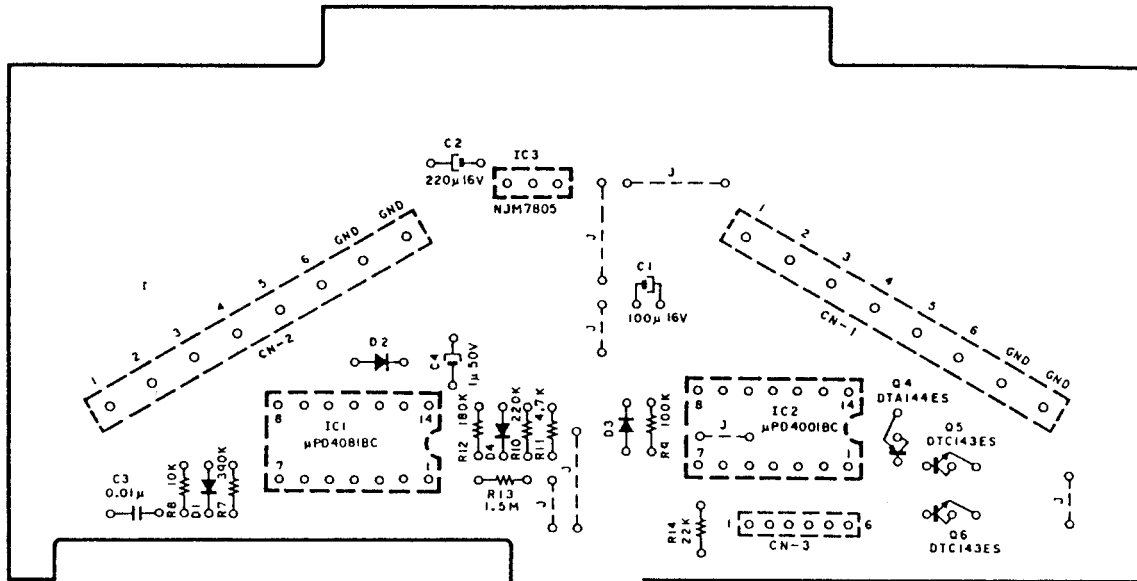 C2
220µ16V
IC3
NJM7805
J
J
J
C1
100µ16V
1
2
3
4
5
6
GND
GND
CN-2
1
2
3
4
5
6
GND
GND
CN-1
D2
C4
1µ50V
8
14
IC1
µPD4081BC
7
1
R12
180K
D4
R10
220K
R11
4.7K
R13
1.5M
J
J
D3
R9
100K
8
14
IC2
µPD4001BC
J
7
1
Q4
DTA144ES
Q5
DTC143ES
Q6
DTC143ES
J
C3
0.01µ
R8
10K
D1
R7
390K
R14
22K
1
6
CN-3